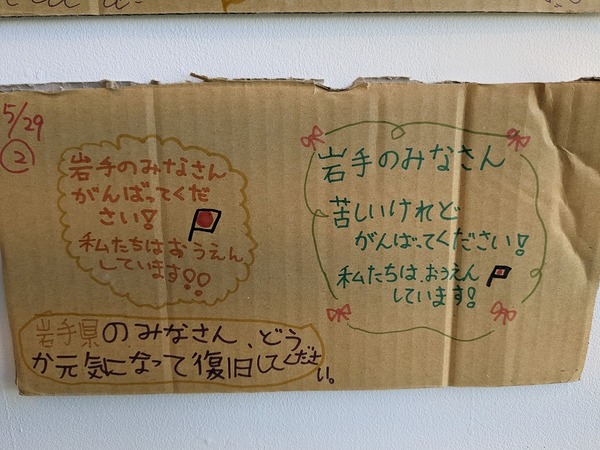 5/29
②
岩手のみなさん
がんばってくだ
さい!
私たちはおうえん
しています!!
岩手のみなさん
苦しいけれど
がんばってください!
私たちは、おうえん
しています!
岩手県のみなさん、どう
か元気になって復旧してください。